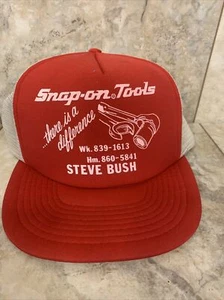 Snap-on Tools
...there is a
difference
Wk. 839-1613
Hm. 860-5841
STEVE BUSH